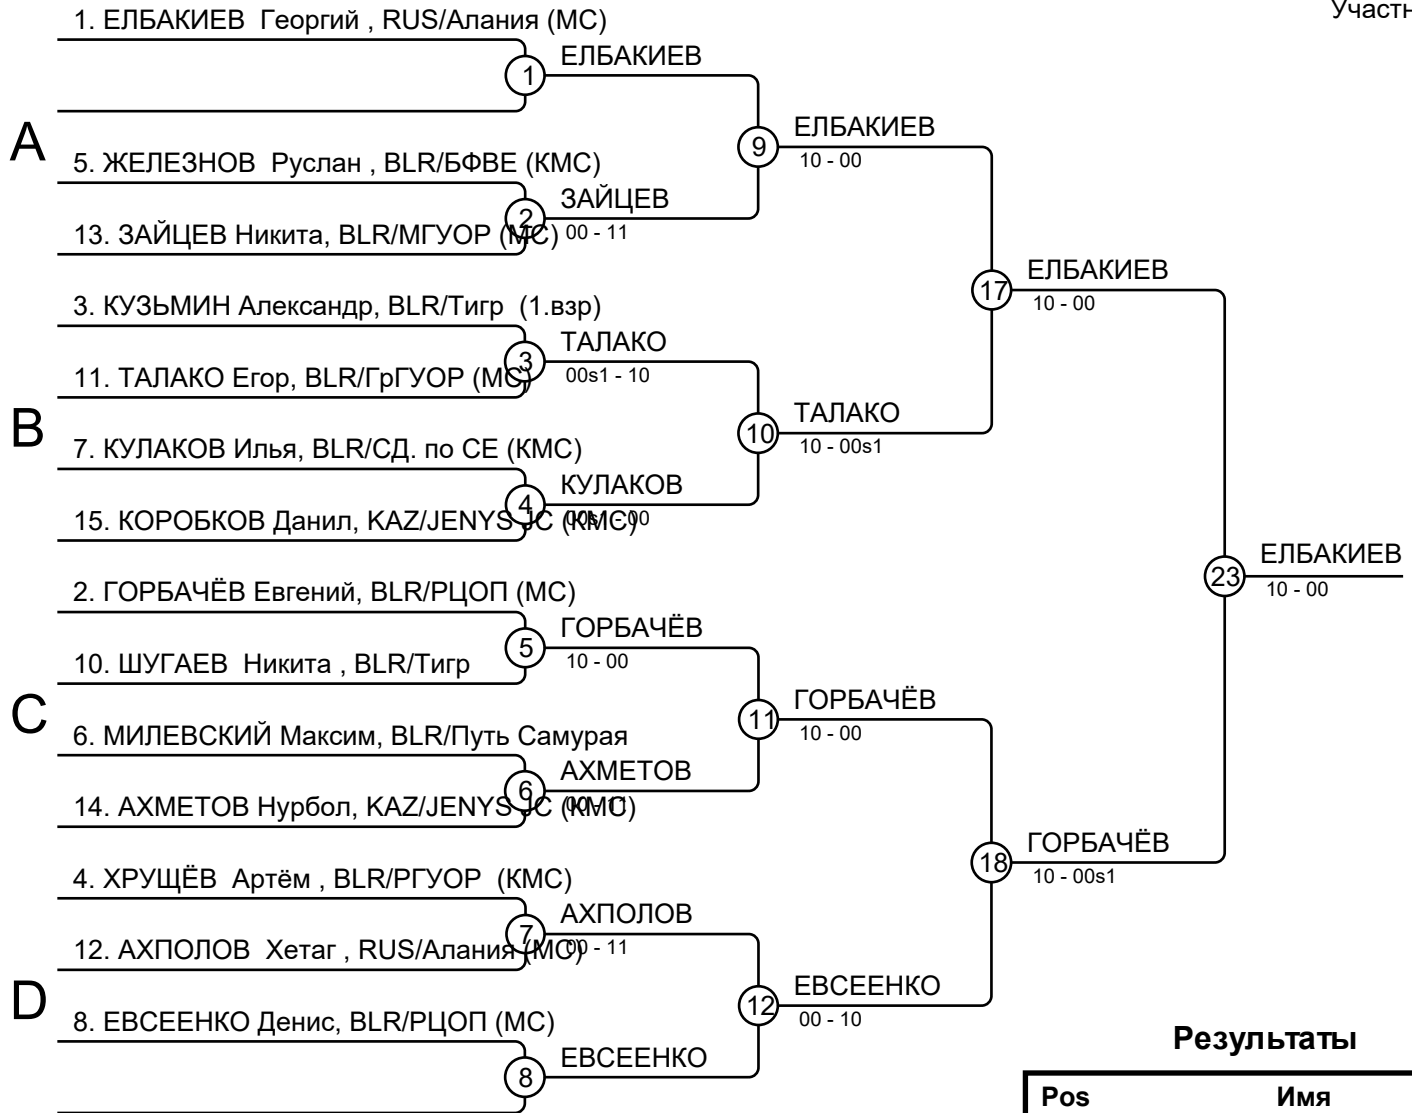 Участн
1. ЕЛБАКИЕВ Георгий , RUS/Алания (МС)
1
ЕЛБАКИЕВ
A
5. ЖЕЛЕЗНОВ Руслан , BLR/БФВЕ (КМС)
2
ЗАЙЦЕВ
00 - 11
13. ЗАЙЦЕВ Никита, BLR/МГУОР (МС)
9
ЕЛБАКИЕВ
10 - 00
3. КУЗЬМИН Александр, BLR/Тигр (1.взр)
3
ТАЛАКО
00s1 - 10
11. ТАЛАКО Егор, BLR/ГрГУОР (МС)
B
7. КУЛАКОВ Илья, BLR/СД. по СЕ (КМС)
4
КУЛАКОВ
15. КОРОБКОВ Данил, KAZ/JENYS JC (КМС)
10
ТАЛАКО
10 - 00s1
17
ЕЛБАКИЕВ
10 - 00
2. ГОРБАЧЁВ Евгений, BLR/РЦОП (МС)
5
ГОРБАЧЁВ
10 - 00
10. ШУГАЕВ Никита , BLR/Тигр
C
6. МИЛЕВСКИЙ Максим, BLR/Путь Самурая
6
АХМЕТОВ
14. АХМЕТОВ Нурбол, KAZ/JENYS JC (КМС)
11
ГОРБАЧЁВ
10 - 00
4. ХРУЩЁВ Артём , BLR/РГУОР (КМС)
7
АХПОЛОВ
00 - 11
12. АХПОЛОВ Хетаг , RUS/Алания (МС)
D
8. ЕВСЕЕНКО Денис, BLR/РЦОП (МС)
8
ЕВСЕЕНКО
12
ЕВСЕЕНКО
00 - 10
18
ГОРБАЧЁВ
10 - 00s1
23
ЕЛБАКИЕВ
10 - 00
Результаты
Pos Имя